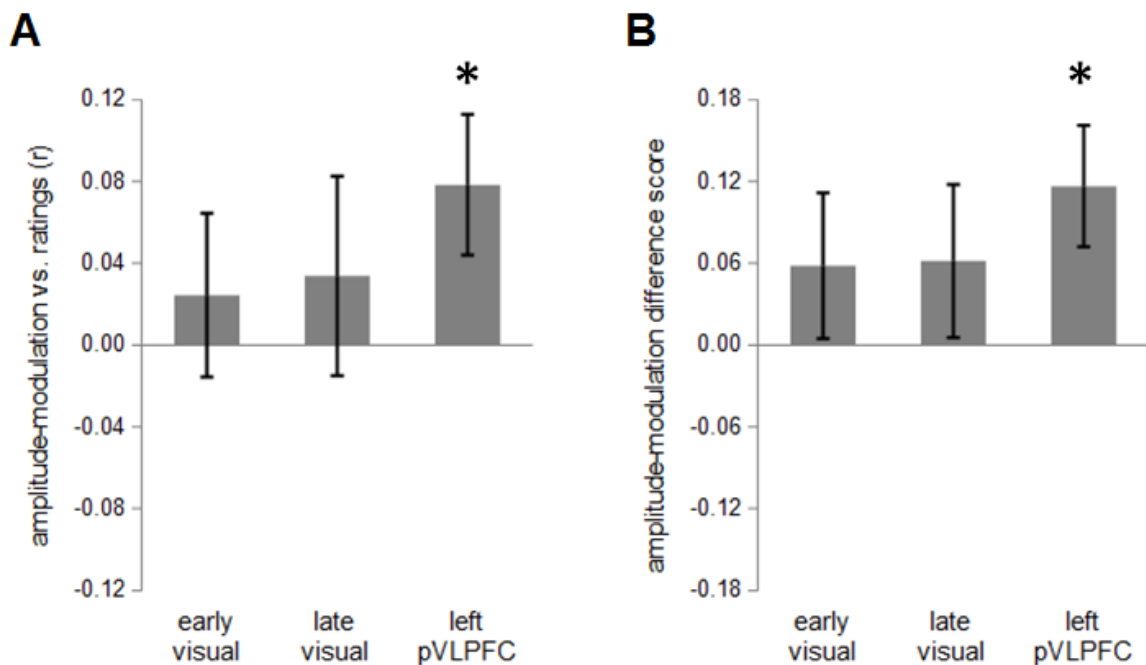 A
amplitude-modulation vs. ratings (r)
*
0.12
0.08
0.04
0.00
-0.04
-0.08
-0.12
early
visual
late
visual
left
pVLPFC
B
amplitude-modulation difference score
*
0.18
0.12
0.06
0.00
-0.06
-0.12
-0.18
early
visual
late
visual
left
pVLPFC